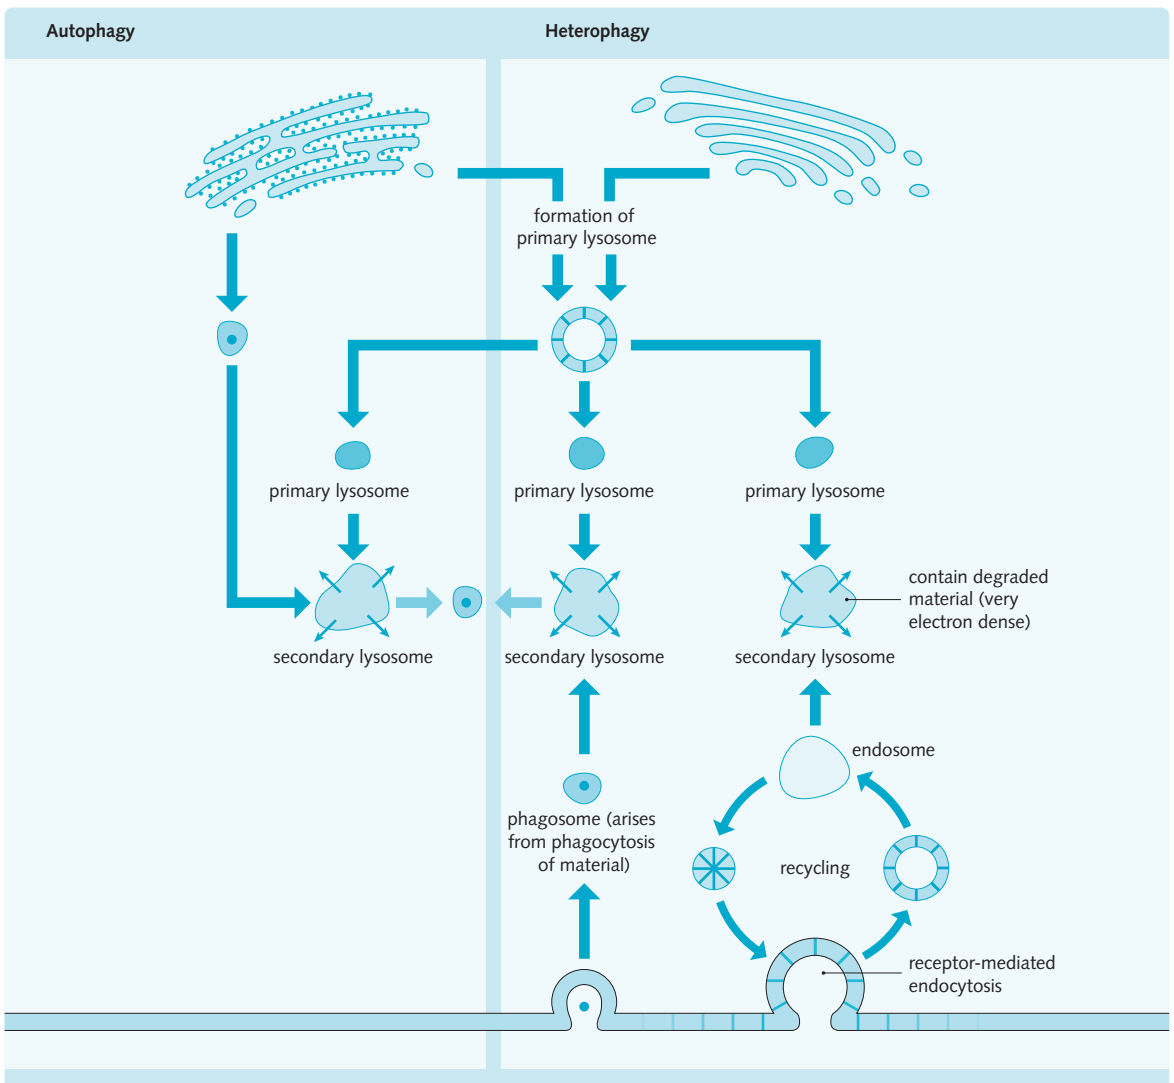 Autophagy
Heterophagy
formation of
primary lysosome
primary lysosome
primary lysosome
primary lysosome
contain degraded
material (very
electron dense)
secondary lysosome
secondary lysosome
secondary lysosome
endosome
phagosome (arises
from phagocytosis
of material)
recycling
receptor-mediated
endocytosis